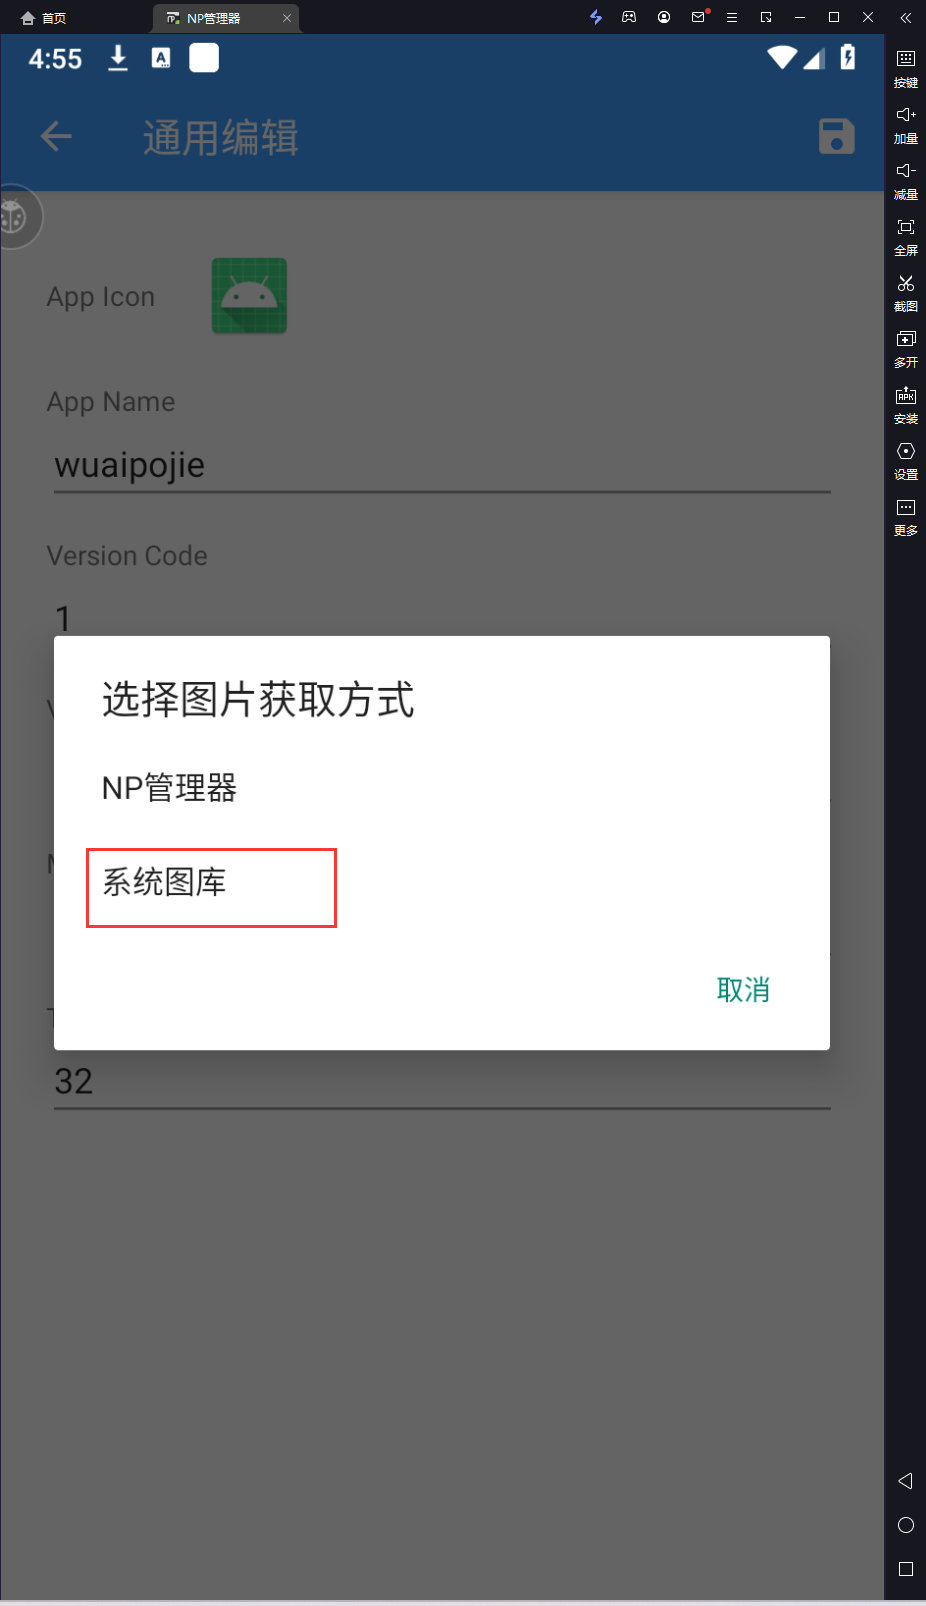 首页
NP管理器
4:55
通用编辑
App Icon
App Name
wuaipojie
Version Code
1
选择图片获取方式
NP管理器
系统图库
取消
32
按键
加量
减量
全屏
截图
多开
APK
安装
设置
更多